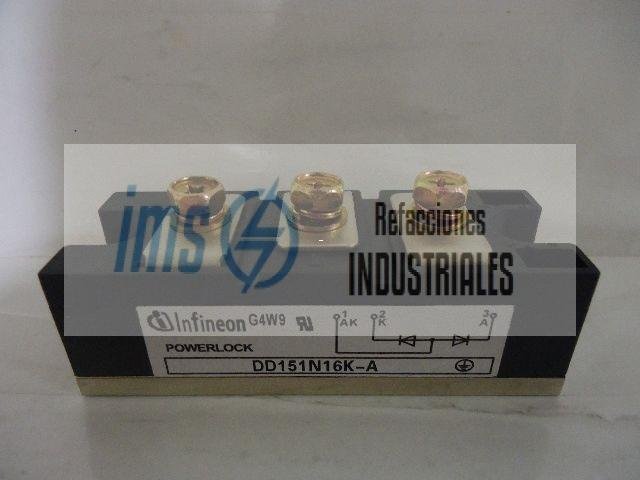 ims
Refacciones
INDUSTRIALES
Infineon G4W9
1 2 3
AK K A
POWERLOCK
DD151N16K-A